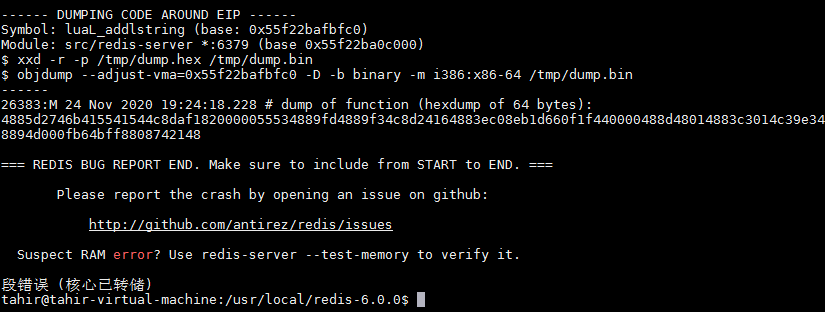 ------ DUMPING CODE AROUND EIP ------
Symbol: luaL_addlstring (base: 0x55f22bafbfc0)
Module: src/redis-server *:6379 (base 0x55f22ba0c000)
$ xxd -r -p /tmp/dump.hex /tmp/dump.bin
$ objdump --adjust-vma=0x55f22bafbfc0 -D -b binary -m i386:x86-64 /tmp/dump.bin
------
26383:M 24 Nov 2020 19:24:18.228 # dump of function (hexdump of 64 bytes):
4885d2746b415541544c8daf1820000055534889fd4889f34c8d24164883ec08eb1d660f1f440000488d48014883c3014c39e34
8894d000fb64bff8808742148
=== REDIS BUG REPORT END. Make sure to include from START to END. ===
Please report the crash by opening an issue on github:
http://github.com/antirez/redis/issues
Suspect RAM error? Use redis-server --test-memory to verify it.
段错误 (核心已转储)
tahir@tahir-virtual-machine:/usr/local/redis-6.0.0$